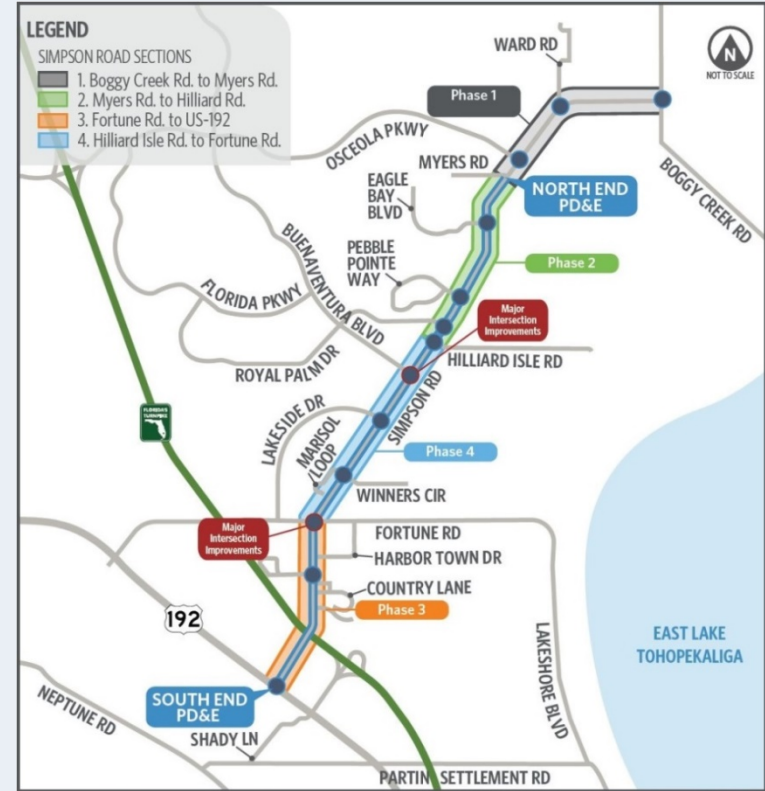 LEGEND
SIMPSON ROAD SECTIONS
1. Boggy Creek Rd. to Myers Rd.
2. Myers Rd. to Hilliard Rd.
3. Fortune Rd. to US-192
4. Hilliard Isle Rd. to Fortune Rd.
N
NOT TO SCALE
WARD RD
Phase 1
OSCEOLA PKWY
MYERS RD
BOGGY CREEK RD
NORTH END
PD&E
EAGLE
BAY
BLVD
Phase 2
PEBBLE
POINTE
WAY
BUENAVENTURA BLVD
FLORIDA PKWY
Major
Intersection
Improvements
ROYAL PALM DR
HILLIARD ISLE RD
SIMPSON RD
LAKESIDE DR
MARISOL
LOOP
Phase 4
WINNERS CIR
FLORIDA'S
TURNPIKE
Major
Intersection
Improvements
FORTUNE RD
HARBOR TOWN DR
COUNTRY LANE
Phase 3
192
LAKESHORE BLVD
EAST LAKE
TOHOPEKALIGA
SOUTH END
PD&E
NEPTUNE RD
SHADY LN
PARTIN SETTLEMENT RD